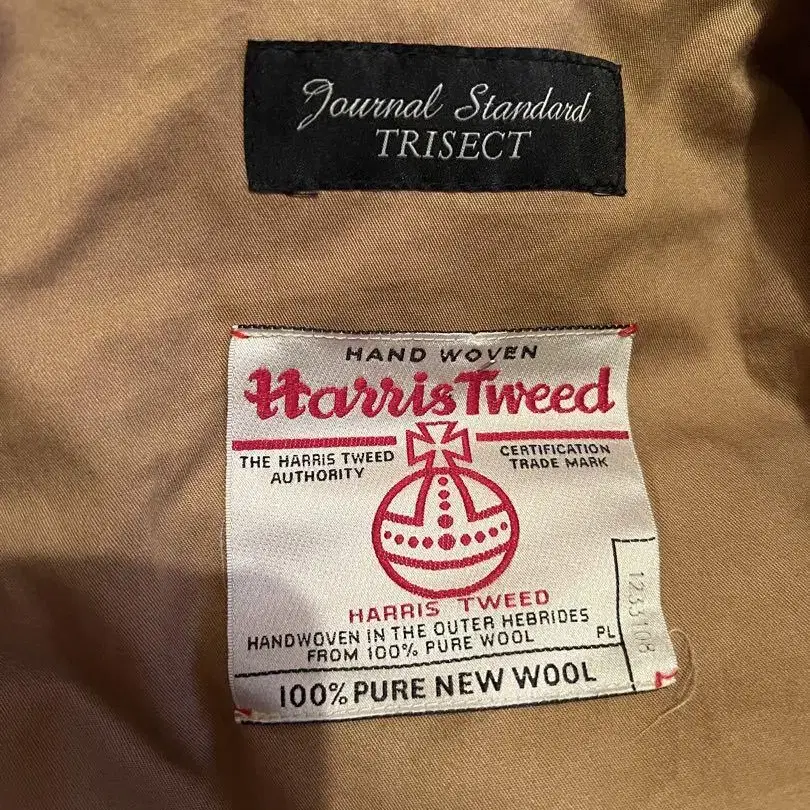 Journal Standard
TRISECT
HAND WOVEN
Harris Tweed
THE HARRIS TWEED
AUTHORITY
CERTIFICATION
TRADE MARK
HARRIS TWEED
HANDWOVEN IN THE OUTER HEBRIDES
FROM 100% PURE WOOL
PL
100% PURE NEW WOOL